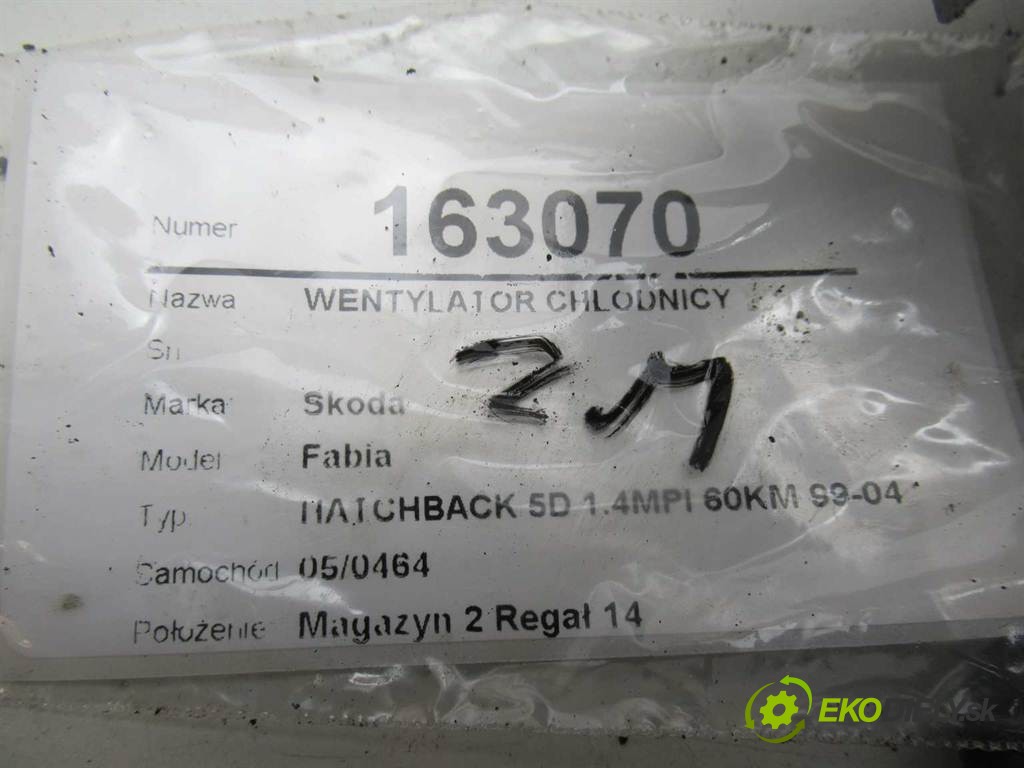 Numer 163070
Nazwa WENTYLATOR CHLODNICY
Sn
Marka Skoda
Model Fabia
Typ HATCHBACK 5D 1.4MPI 60KM 99-04
Samochód 05/0464
Położenie Magazyn 2 Regał 14
EKO